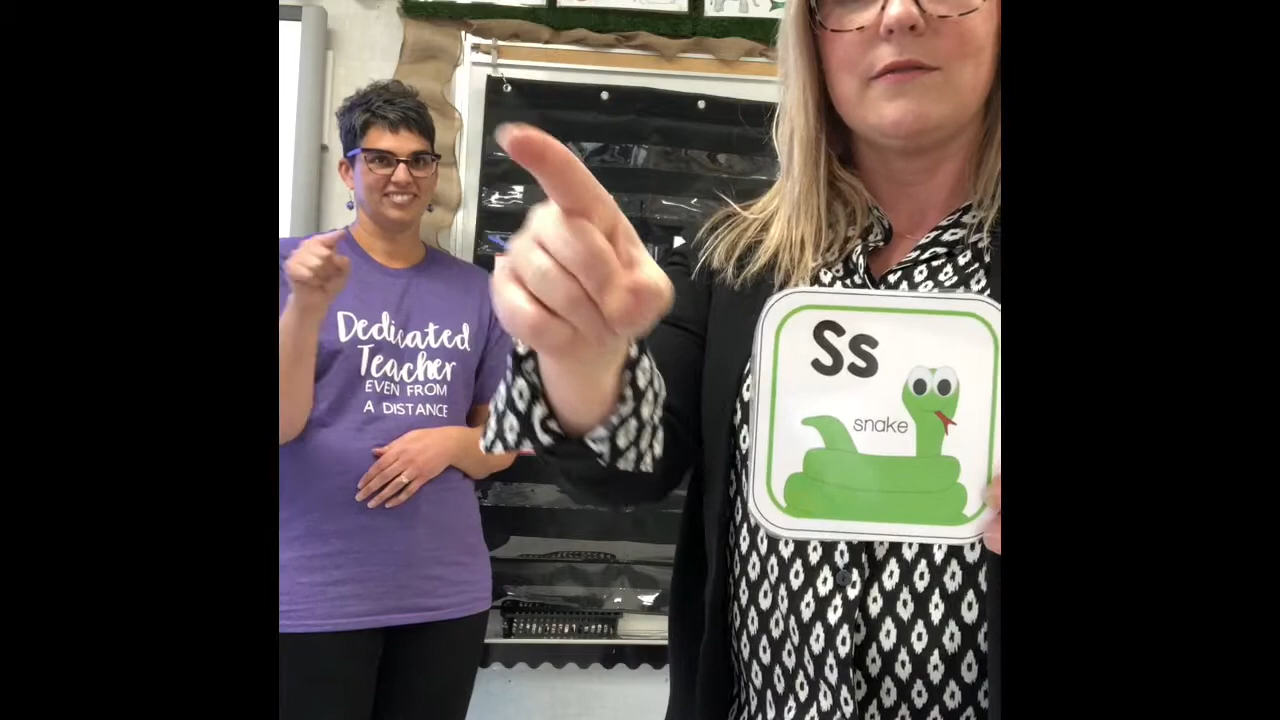 Dedicated
Teacher
EVEN FROM
A DISTANCE
Ss
snake